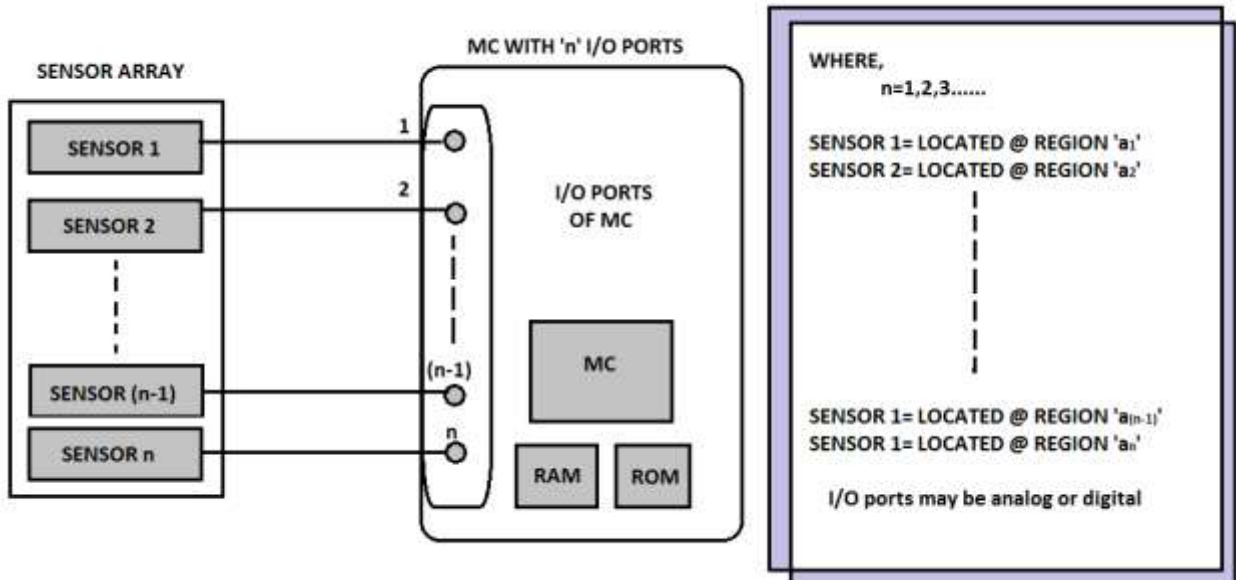 SENSOR ARRAY
SENSOR 1
SENSOR 2
SENSOR (n-1)
SENSOR n
MC WITH 'n' I/O PORTS
1
2
(n-1)
n
I/O PORTS
OF MC
MC
RAM
ROM
WHERE,
n=1,2,3......
SENSOR 1= LOCATED @ REGION 'a₁'
SENSOR 2= LOCATED @ REGION 'a₂'
SENSOR 1= LOCATED @ REGION 'a₍ₙ₋₁₎'
SENSOR 1= LOCATED @ REGION 'aₙ'
I/O ports may be analog or digital